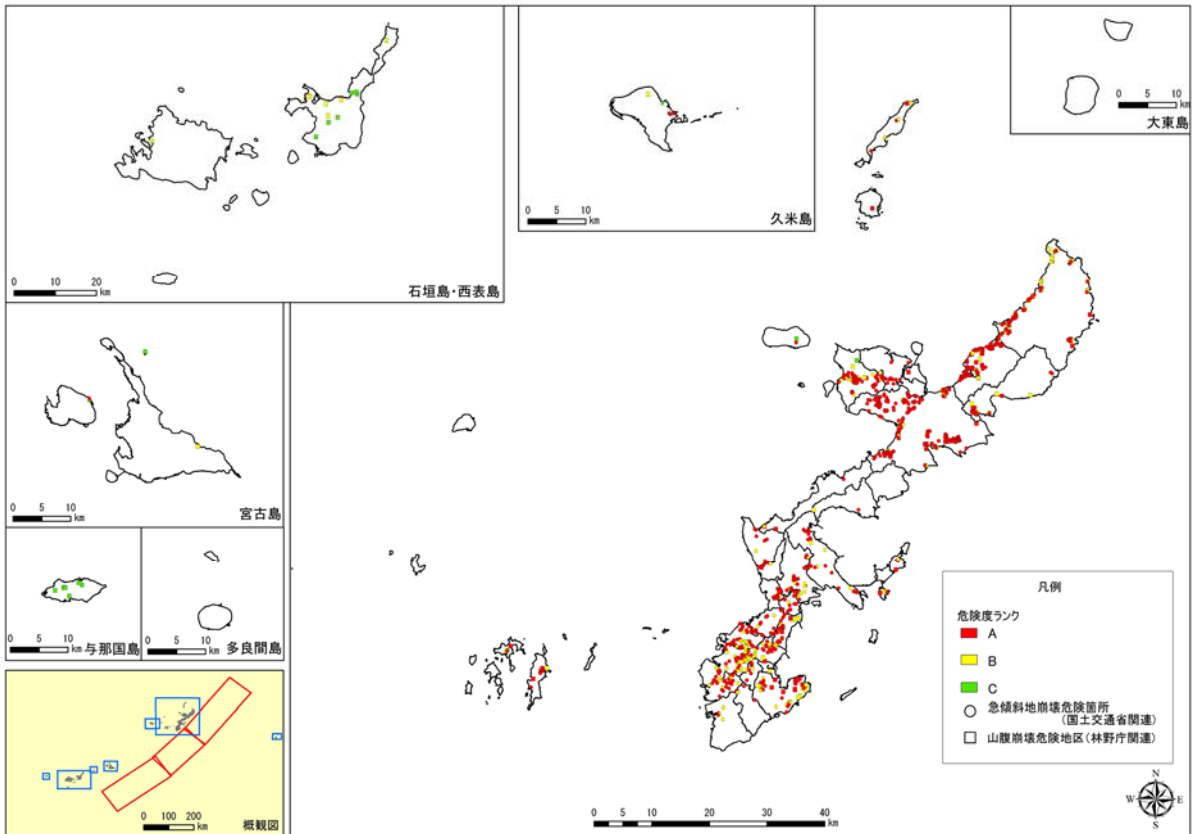 0 10 20 km
石垣島・西表島
0 5 10 km
久米島
0 5 10 km
大東島
0 5 10 km
宮古島
0 5 10 km
与那国島
0 5 10 km
多良間島
0 100 200 km
概観図
凡例
危険度ランク
A
B
C
急傾斜地崩壊危険箇所
(国土交通省関連)
山腹崩壊危険地区(林野庁関連)
N
W E
S
0 10 20 30 40 km